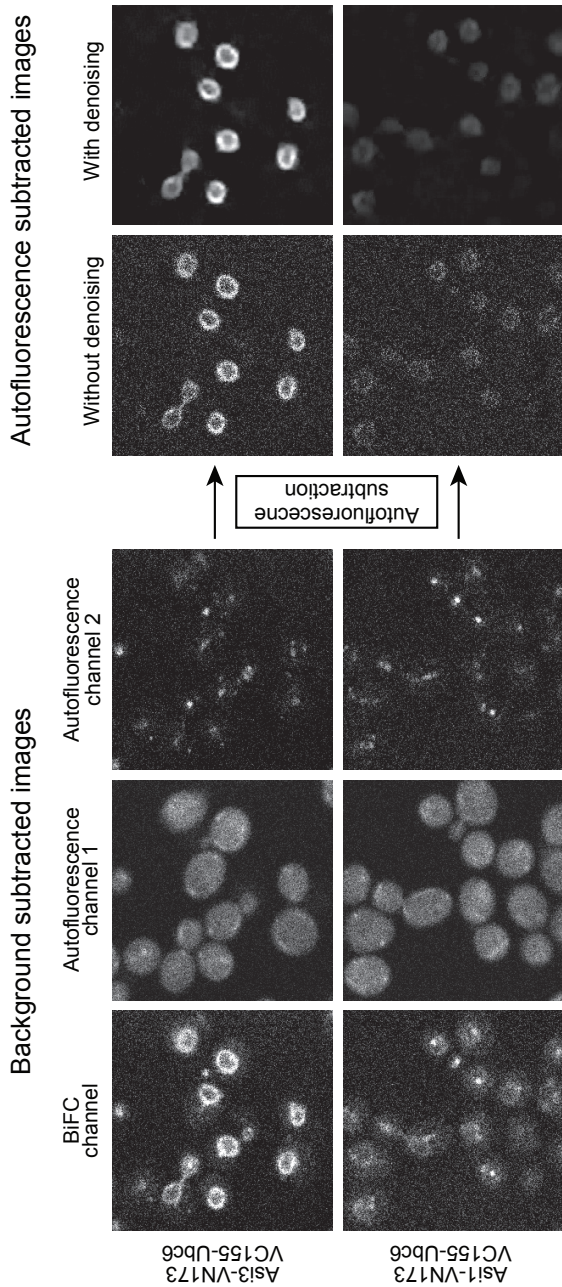 Background subtracted images
Autofluorescence subtracted images
BiFC
channel
Autofluorescence
channel 1
Autofluorescence
channel 2
Without denoising
With denoising
Asi3-VN173
VC155-Ubc6
Autofluorescecne
subtraction
Asi1-VN173
VC155-Ubc6